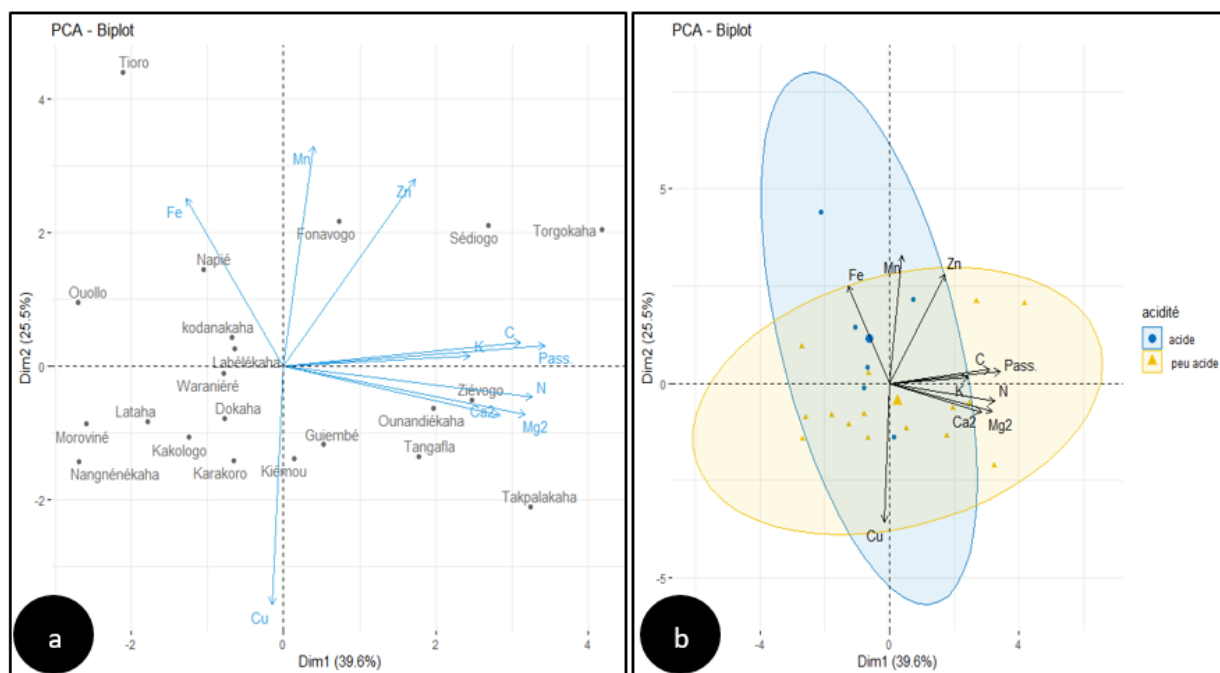 PCA - Biplot
Tioro
4
Mn
Zn
Fe
Fonavogo
Sédiogo
Torgokaha
2
Napié
Ouollo
kodanakaha
C
K
Labélékaha
Pass.
0
Waraniéré
N
Ziévogo
Ca2
Lataha
Dokaha
Ounandiékaha
Mg2
Moroviné
Kakologo
Guiembé
Tangafla
Nangnénékaha
Karakoro
Kiémou
-2
Takpalakaha
Cu
Dim2 (25.5%)
-2
0
2
4
Dim1 (39.6%)
a
PCA - Biplot
5
Mn
Zn
Fe
C
Pass.
0
K
N
Ca2
Mg2
Cu
-5
Dim2 (25.5%)
-4
0
4
Dim1 (39.6%)
acidité
acide
peu acide
b